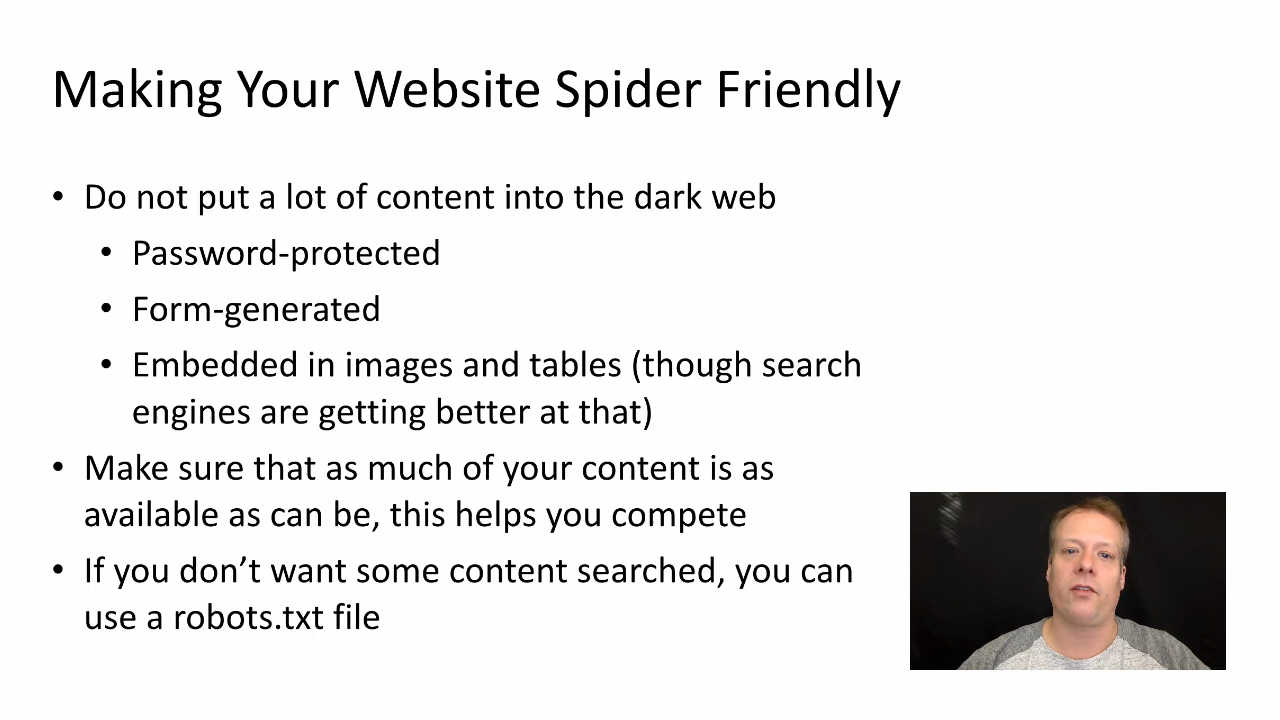 Making Your Website Spider Friendly
• Do not put a lot of content into the dark web
• Password-protected
• Form-generated
• Embedded in images and tables (though search
engines are getting better at that)
• Make sure that as much of your content is as
available as can be, this helps you compete
• If you don’t want some content searched, you can
use a robots.txt file